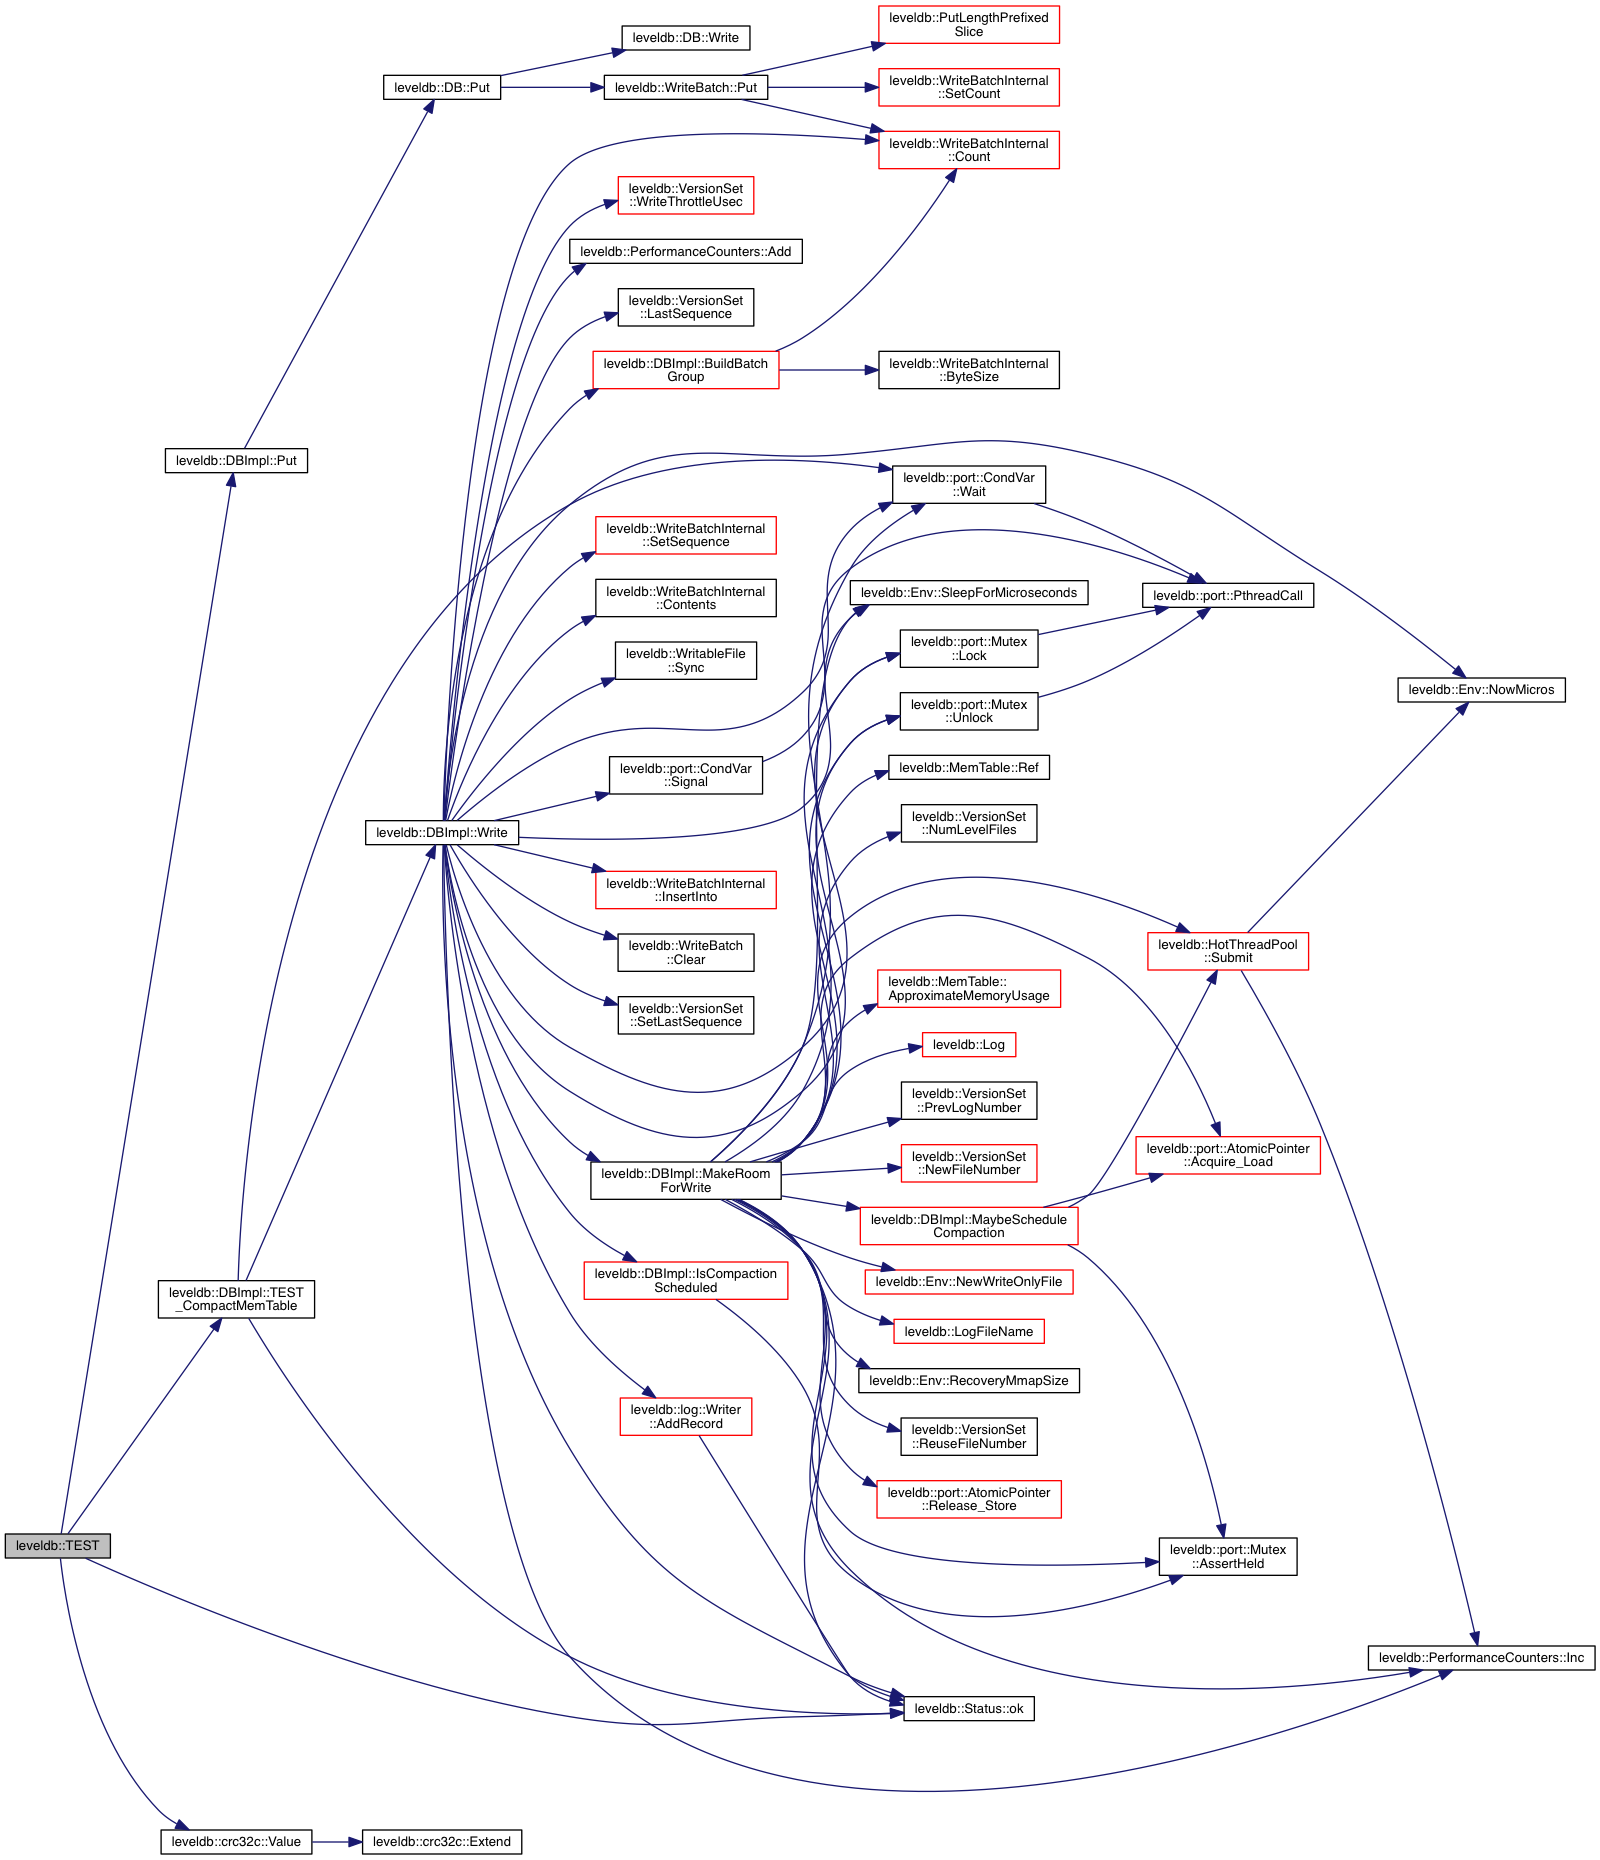 leveldb::PutLengthPrefixed
Slice
leveldb::DB::Write
leveldb::DB::Put
leveldb::WriteBatch::Put
leveldb::WriteBatchInternal
::SetCount
leveldb::WriteBatchInternal
::Count
leveldb::VersionSet
::WriteThrottleUsec
leveldb::PerformanceCounters::Add
leveldb::VersionSet
::LastSequence
leveldb::DBImpl::BuildBatch
Group
leveldb::WriteBatchInternal
::ByteSize
leveldb::DBImpl::Put
leveldb::port::CondVar
::Wait
leveldb::WriteBatchInternal
::SetSequence
leveldb::WriteBatchInternal
::Contents
leveldb::Env::SleepForMicroseconds
leveldb::port::PthreadCall
leveldb::WritableFile
::Sync
leveldb::port::Mutex
::Lock
leveldb::port::Mutex
::Unlock
leveldb::Env::NowMicros
leveldb::port::CondVar
::Signal
leveldb::MemTable::Ref
leveldb::DBImpl::Write
leveldb::VersionSet
::NumLevelFiles
leveldb::WriteBatchInternal
::InsertInto
leveldb::WriteBatch
::Clear
leveldb::HotThreadPool
::Submit
leveldb::VersionSet
::SetLastSequence
leveldb::MemTable::
ApproximateMemoryUsage
leveldb::Log
leveldb::VersionSet
::PrevLogNumber
leveldb::DBImpl::MakeRoom
ForWrite
leveldb::VersionSet
::NewFileNumber
leveldb::port::AtomicPointer
::Acquire_Load
leveldb::DBImpl::MaybeSchedule
Compaction
leveldb::DBImpl::IsCompaction
Scheduled
leveldb::Env::NewWriteOnlyFile
leveldb::DBImpl::TEST
_CompactMemTable
leveldb::LogFileName
leveldb::Env::RecoveryMmapSize
leveldb::log::Writer
::AddRecord
leveldb::VersionSet
::ReuseFileNumber
leveldb::port::AtomicPointer
::Release_Store
leveldb::TEST
leveldb::port::Mutex
::AssertHeld
leveldb::PerformanceCounters::Inc
leveldb::Status::ok
leveldb::crc32c::Value
leveldb::crc32c::Extend